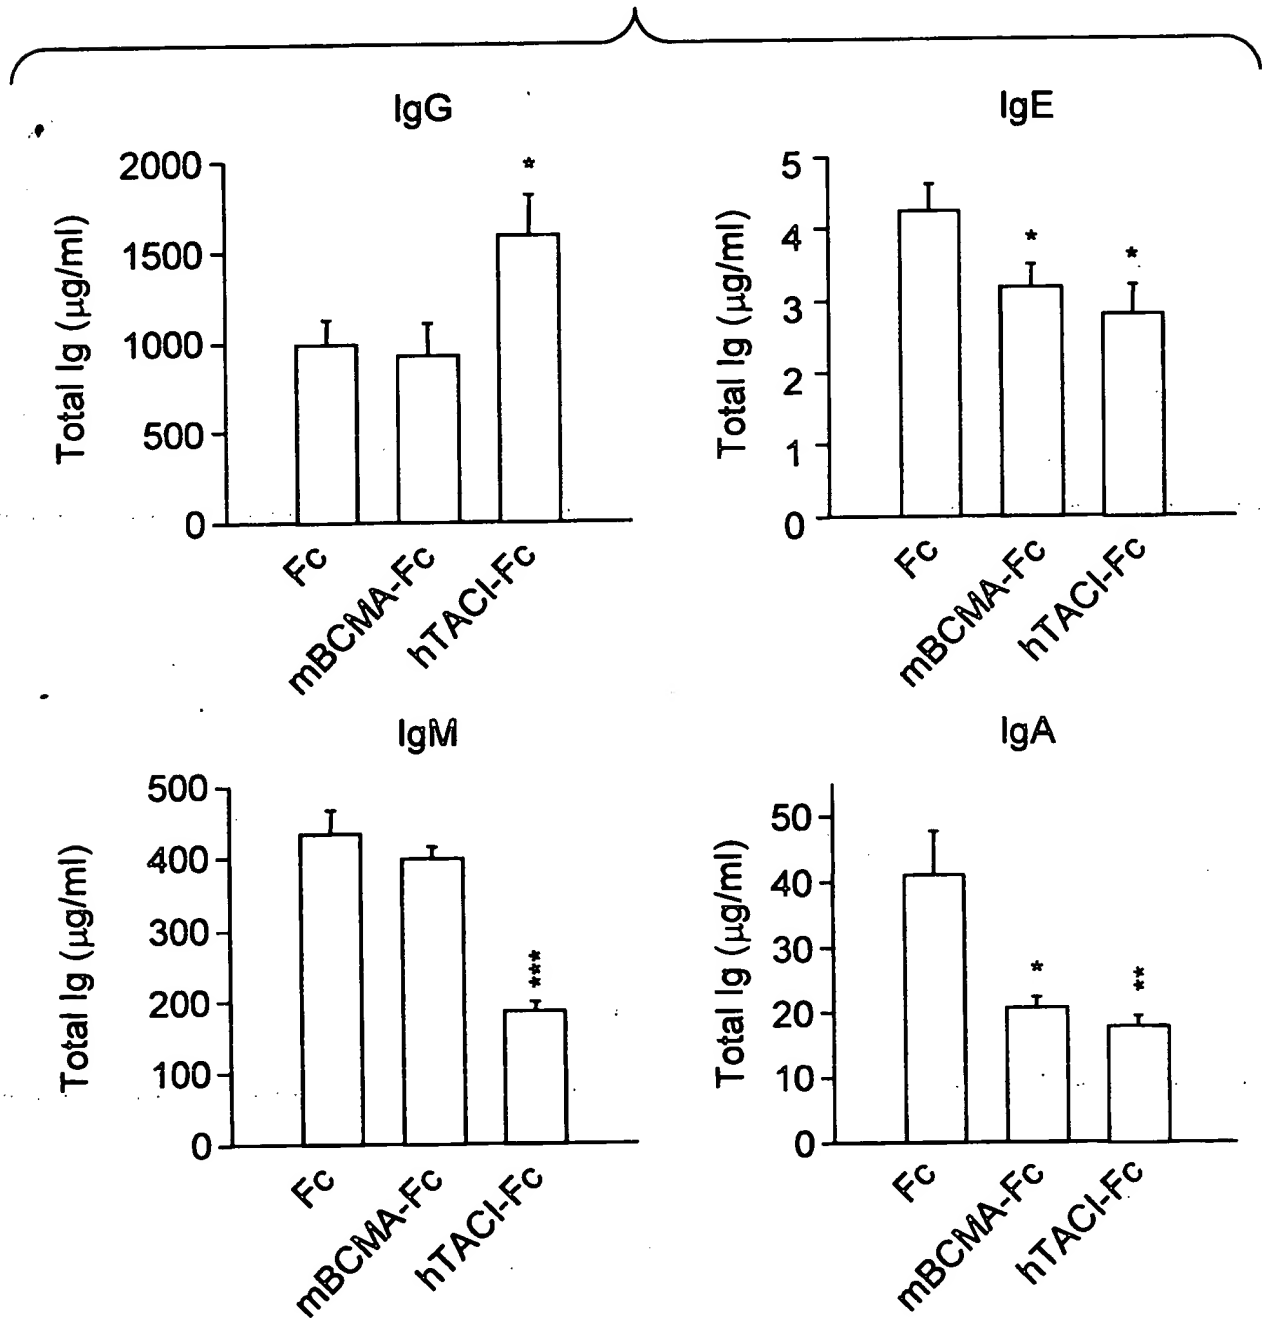 IgG
*
2000
1500
1000
500
0
Total Ig (µg/ml)
Fc
mBCMA-Fc
hTACI-Fc
IgE
5
4
3
2
1
0
*
*
Total Ig (µg/ml)
Fc
mBCMA-Fc
hTACI-Fc
IgM
500
400
300
200
100
0
***
Total Ig (µg/ml)
Fc
mBCMA-Fc
hTACI-Fc
IgA
50
40
30
20
10
0
*
**
Total Ig (µg/ml)
Fc
mBCMA-Fc
hTACI-Fc